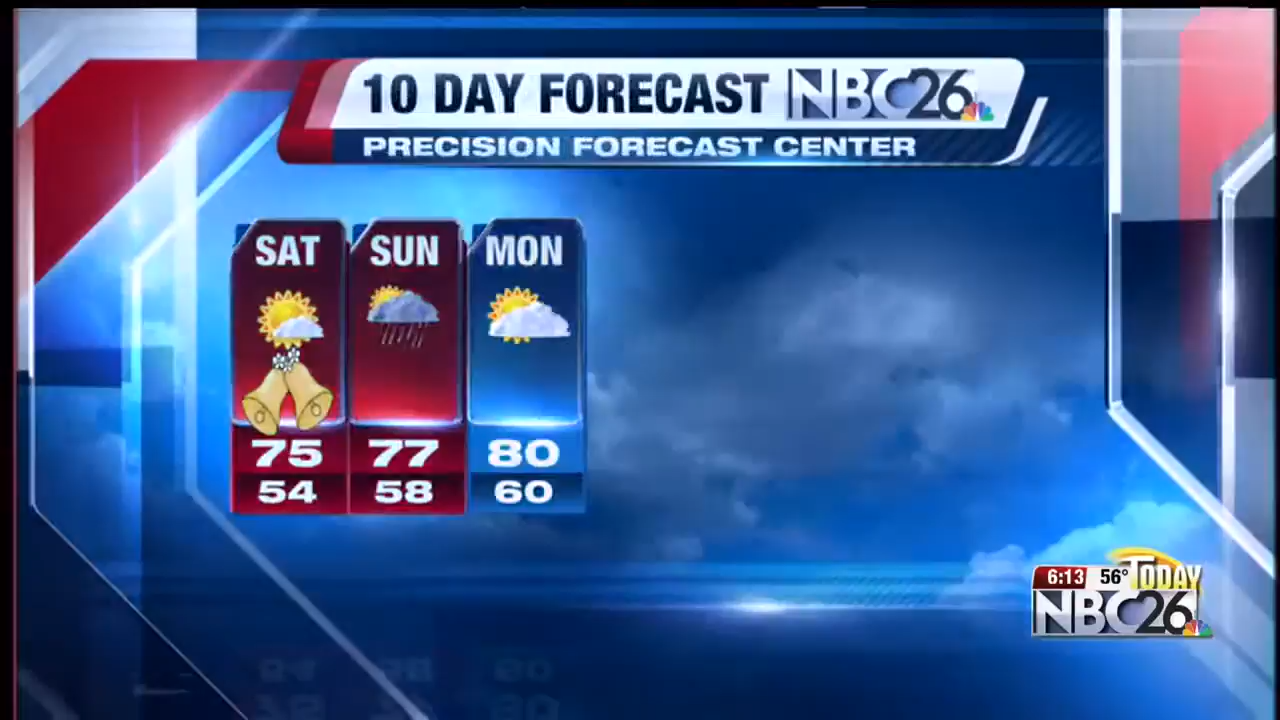 10 DAY FORECAST NBC26
PRECISION FORECAST CENTER
SAT SUN MON
75 77 80
54 58 60
6:13 56° TODAY
NBC26